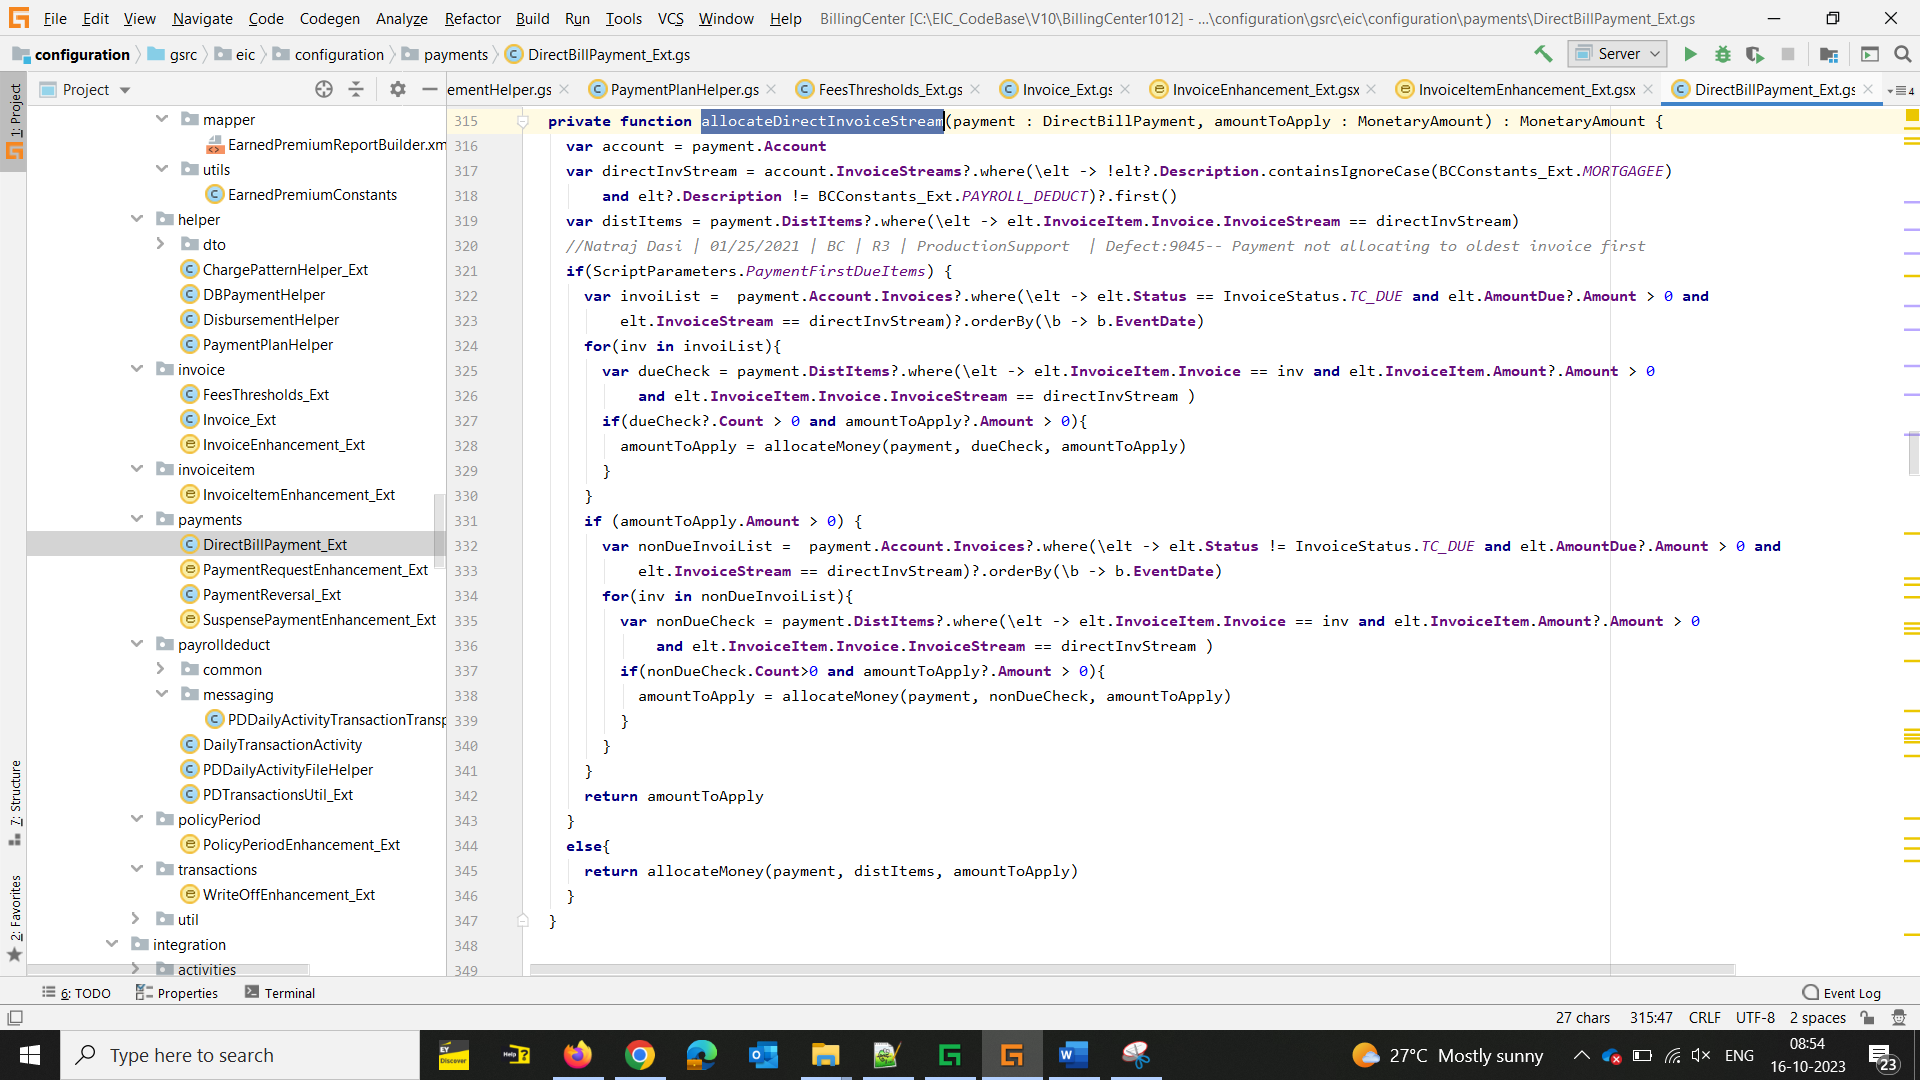 File Edit View Navigate Code Codegen Analyze Refactor Build Run Tools VCS Window Help BillingCenter [C:\EIC_CodeBase\V10\BillingCenter1012] - ...\configuration\gsrc\eic\configuration\payments\DirectBillPayment_Ext.gs
configuration gsrc eic configuration payments DirectBillPayment_Ext.gs Server
Project ementHelper.gs PaymentPlanHelper.gs FeesThresholds_Ext.gs Invoice_Ext.gs InvoiceEnhancement_Ext.gsx InvoiceItemEnhancement_Ext.gsx DirectBillPayment_Ext.gs 4
1: Project
7: Structure
2: Favorites
mapper
EarnedPremiumReportBuilder.xm
utils
EarnedPremiumConstants
helper
dto
ChargePatternHelper_Ext
DBPaymentHelper
DisbursementHelper
PaymentPlanHelper
invoice
FeesThresholds_Ext
Invoice_Ext
InvoiceEnhancement_Ext
invoiceitem
InvoiceItemEnhancement_Ext
payments
DirectBillPayment_Ext
PaymentRequestEnhancement_Ext
PaymentReversal_Ext
SuspensePaymentEnhancement_Ext
payrolldeduct
common
messaging
PDDailyActivityTransactionTransp
DailyTransactionActivity
PDDailyActivityFileHelper
PDTransactionsUtil_Ext
policyPeriod
PolicyPeriodEnhancement_Ext
transactions
WriteOffEnhancement_Ext
util
integration
activities
315 private function allocateDirectInvoiceStream(payment : DirectBillPayment, amountToApply : MonetaryAmount) : MonetaryAmount {
316 var account = payment.Account
317 var directInvStream = account.InvoiceStreams?.where(\elt -> !elt?.Description.containsIgnoreCase(BCConstants_Ext.MORTGAGEE)
318 and elt?.Description != BCConstants_Ext.PAYROLL_DEDUCT)?.first()
319 var distItems = payment.DistItems?.where(\elt -> elt.InvoiceItem.Invoice.InvoiceStream == directInvStream)
320 //Natraj Dasi | 01/25/2021 | BC | R3 | ProductionSupport | Defect:9045-- Payment not allocating to oldest invoice first
321 if(ScriptParameters.PaymentFirstDueItems) {
322 var invoiList = payment.Account.Invoices?.where(\elt -> elt.Status == InvoiceStatus.TC_DUE and elt.AmountDue?.Amount > 0 and
323 elt.InvoiceStream == directInvStream)?.orderBy(\b -> b.EventDate)
324 for(inv in invoiList){
325 var dueCheck = payment.DistItems?.where(\elt -> elt.InvoiceItem.Invoice == inv and elt.InvoiceItem.Amount?.Amount > 0
326 and elt.InvoiceItem.Invoice.InvoiceStream == directInvStream )
327 if(dueCheck?.Count > 0 and amountToApply?.Amount > 0){
328 amountToApply = allocateMoney(payment, dueCheck, amountToApply)
329 }
330 }
331 if (amountToApply.Amount > 0) {
332 var nonDueInvoiList = payment.Account.Invoices?.where(\elt -> elt.Status != InvoiceStatus.TC_DUE and elt.AmountDue?.Amount > 0 and
333 elt.InvoiceStream == directInvStream)?.orderBy(\b -> b.EventDate)
334 for(inv in nonDueInvoiList){
335 var nonDueCheck = payment.DistItems?.where(\elt -> elt.InvoiceItem.Invoice == inv and elt.InvoiceItem.Amount?.Amount > 0
336 and elt.InvoiceItem.Invoice.InvoiceStream == directInvStream )
337 if(nonDueCheck.Count>0 and amountToApply?.Amount > 0){
338 amountToApply = allocateMoney(payment, nonDueCheck, amountToApply)
339 }
340 }
341 }
342 return amountToApply
343 }
344 else{
345 return allocateMoney(payment, distItems, amountToApply)
346 }
347 }
348
349
6: TODO Properties Terminal Event Log
27 chars 315:47 CRLF UTF-8 2 spaces
Type here to search EY Discover Help ? 27°C Mostly sunny ENG 08:54
16-10-2023 23